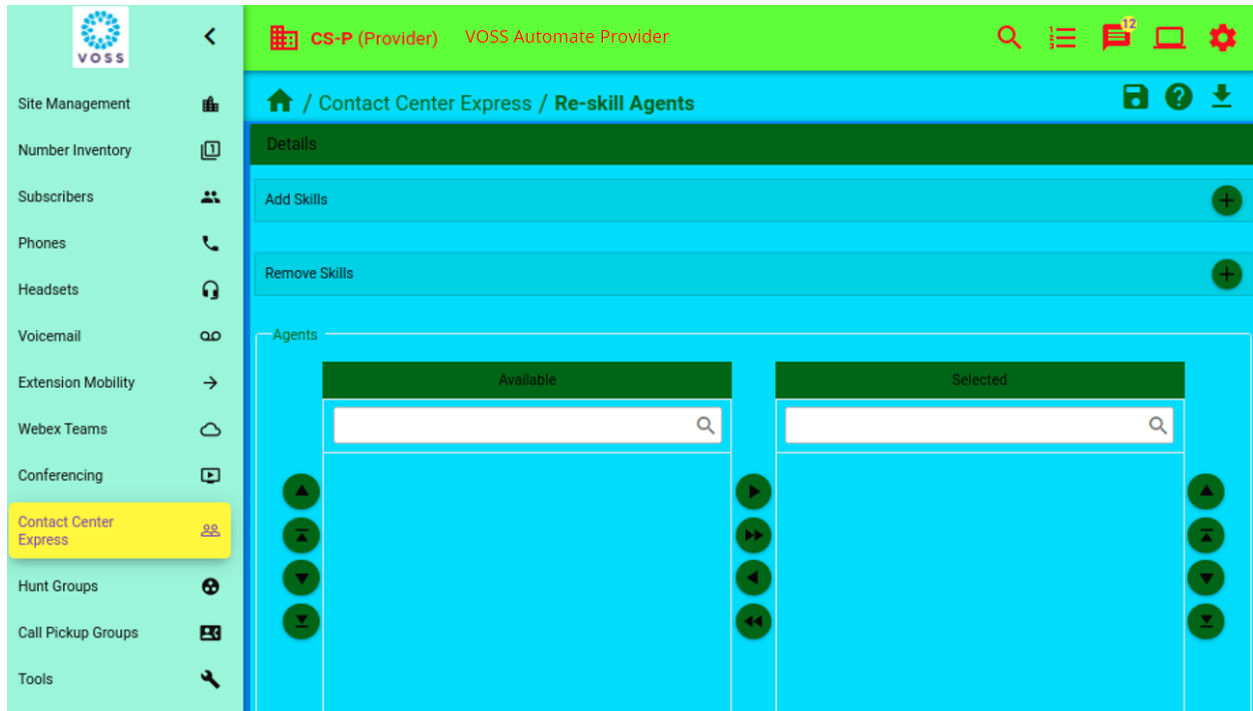 VOSS
CS-P (Provider) VOSS Automate Provider
12
/ Contact Center Express / Re-skill Agents
Site Management
Number Inventory
Subscribers
Phones
Headsets
Voicemail
Extension Mobility
Webex Teams
Conferencing
Contact Center
Express
Hunt Groups
Call Pickup Groups
Tools
Details
Add Skills
Remove Skills
Agents
Available
Selected